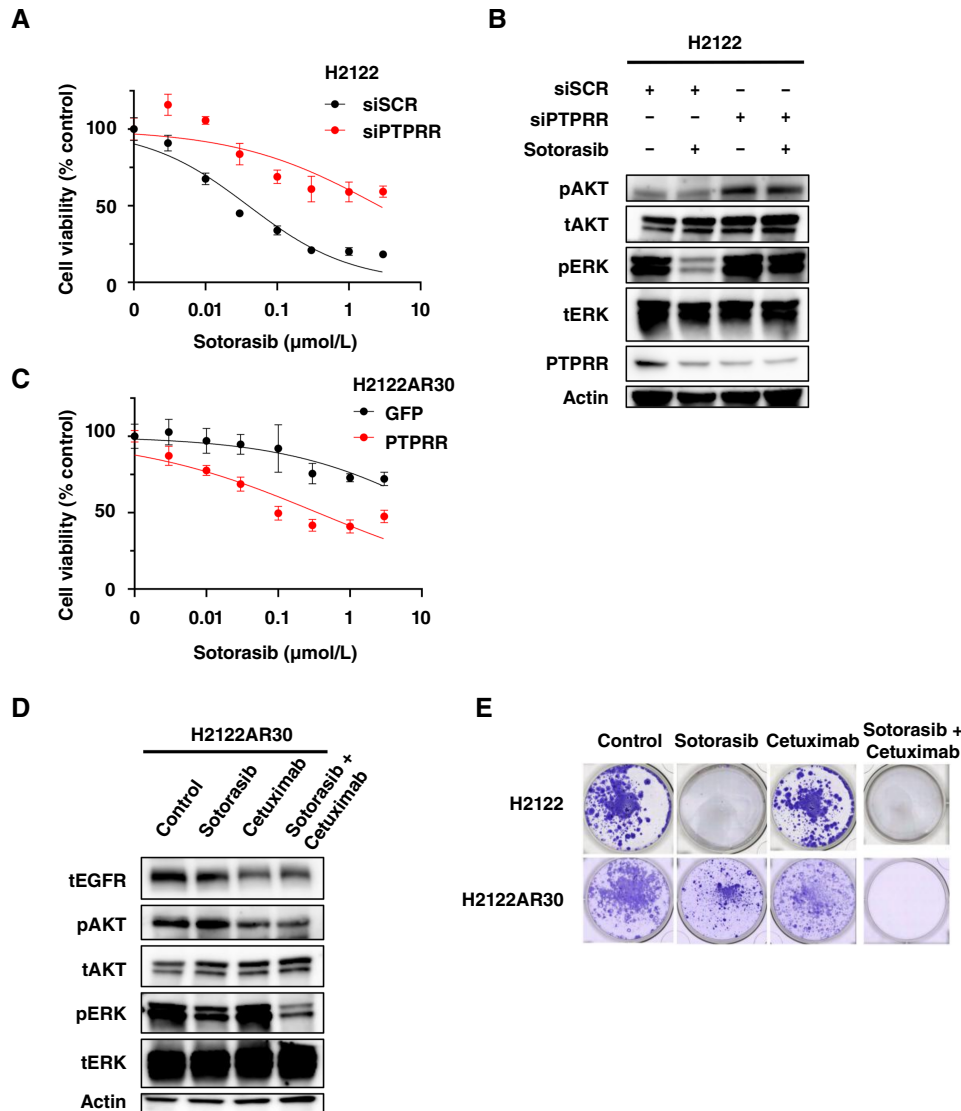 A
H2122
siSCR
siPTPRR
Cell viability (% control)
100
50
0
0 0.01 0.1 1 10
Sotorasib (μmol/L)
B
H2122
siSCR + + – –
siPTPRR – – + +
Sotorasib – + – +
pAKT
tAKT
pERK
tERK
PTPRR
Actin
C
H2122AR30
GFP
PTPRR
Cell viability (% control)
100
50
0
0 0.01 0.1 1 10
Sotorasib (μmol/L)
D
H2122AR30
Control
Sotorasib
Cetuximab
Sotorasib +
Cetuximab
tEGFR
pAKT
tAKT
pERK
tERK
Actin
E
Control Sotorasib Cetuximab Sotorasib +
Cetuximab
H2122
H2122AR30